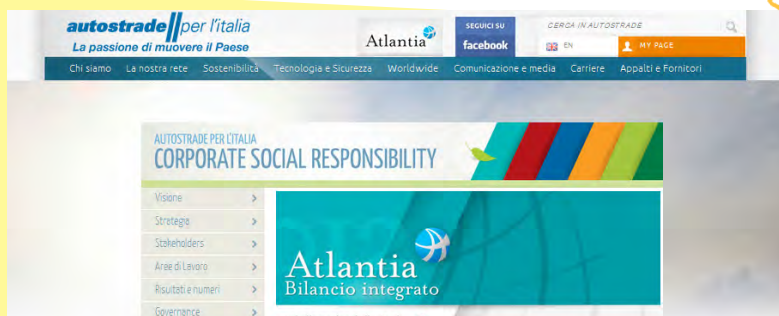 autostrade//per l'italia
La passione di muovere il Paese
Atlantia
SEGUICI SU
facebook
CERCA IN AUTOSTRADE
EN
MY PAGE
Chi siamo La nostra rete Sostenibilità Tecnologia e Sicurezza Worldwide Comunicazione e media Carriere Appalti e Fornitori
AUTOSTRADE PER L'ITALIA
CORPORATE SOCIAL RESPONSIBILITY
Visione
Strategie
Stakeholders
Aree di Lavoro
Risultati e numeri
Governance
Atlantia
Bilancio integrato